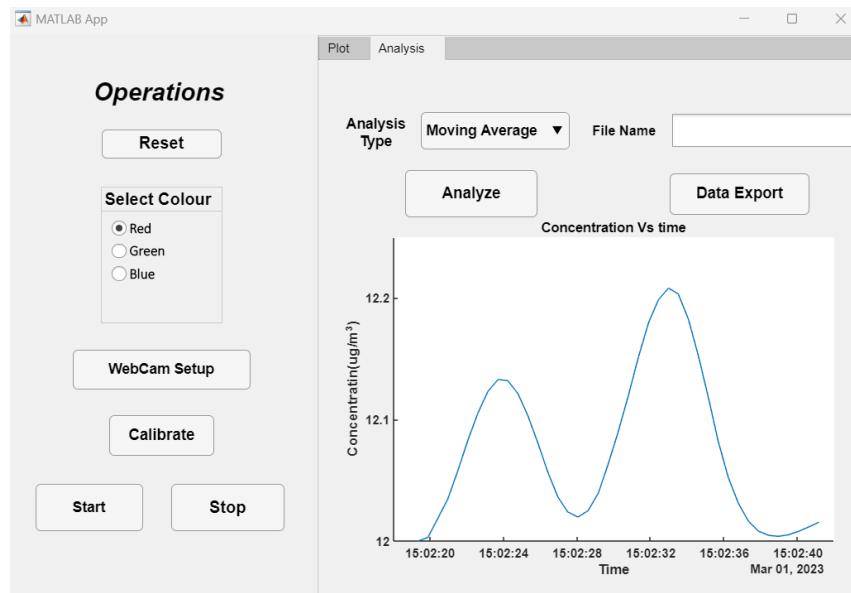 MATLAB App
Operations
Reset
Select Colour
Red
Green
Blue
WebCam Setup
Calibrate
Start Stop
Plot Analysis
Analysis
Type
Moving Average
File Name
Analyze
Data Export
Concentration Vs time
Concentratin(ug/m³)
12.2
12.1
12
15:02:20 15:02:24 15:02:28 15:02:32 15:02:36 15:02:40
Time
Mar 01, 2023